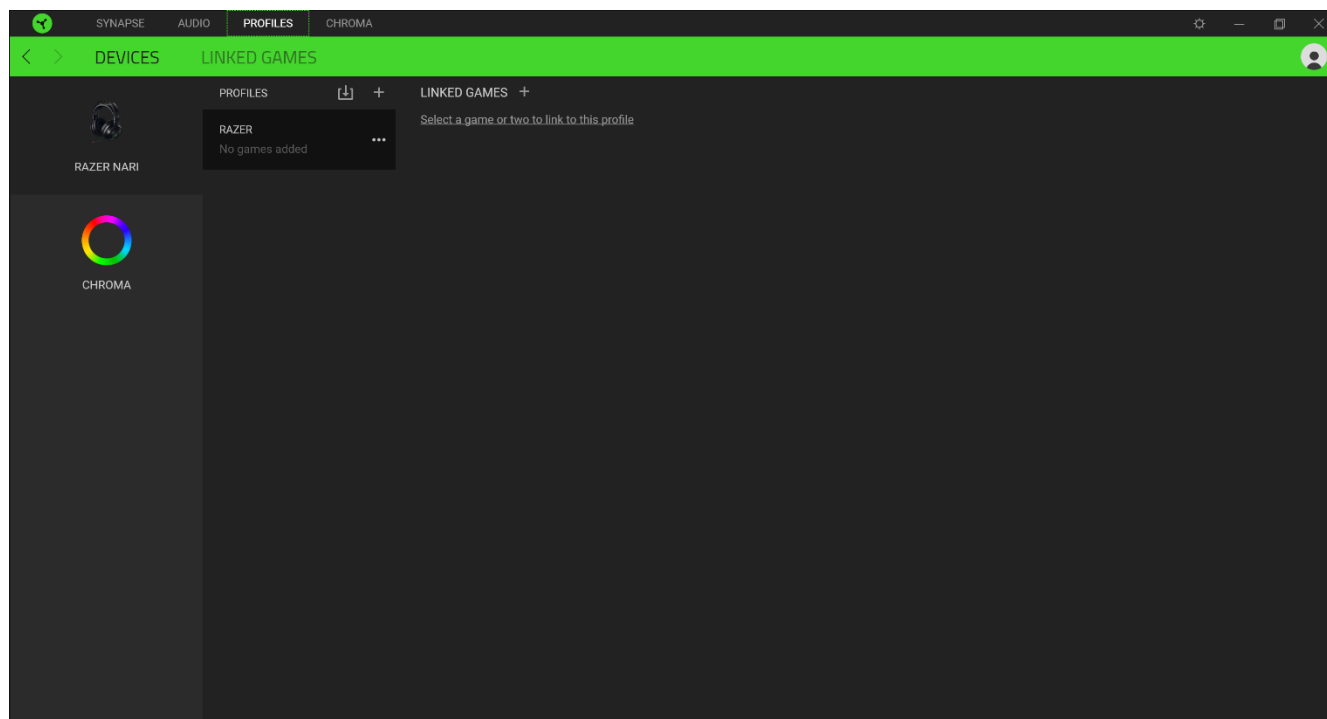 SYNAPSE AUDIO PROFILES CHROMA
DEVICES LINKED GAMES
RAZER NARI
CHROMA
PROFILES
RAZER
No games added
LINKED GAMES
Select a game or two to link to this profile